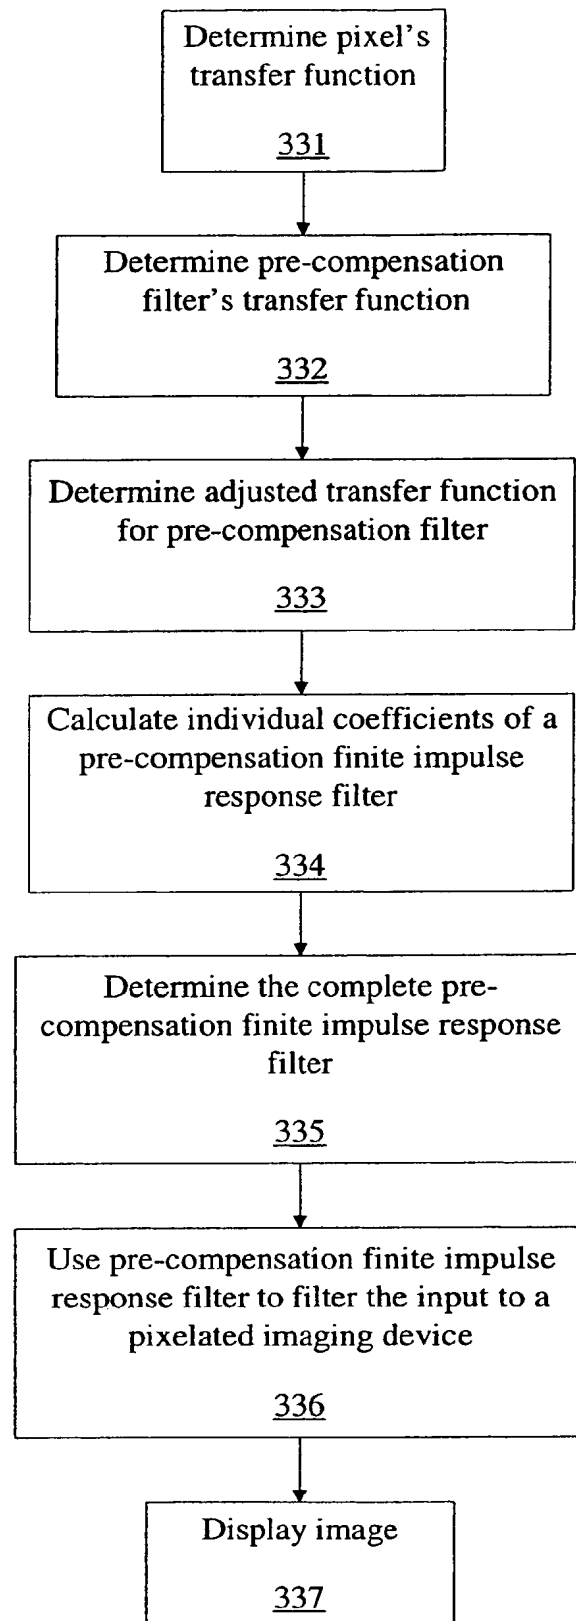 Determine pixel's
transfer function
331
Determine pre-compensation
filter's transfer function
332
Determine adjusted transfer function
for pre-compensation filter
333
Calculate individual coefficients of a
pre-compensation finite impulse
response filter
334
Determine the complete pre-
compensation finite impulse response
filter
335
Use pre-compensation finite impulse
response filter to filter the input to a
pixelated imaging device
336
Display image
337